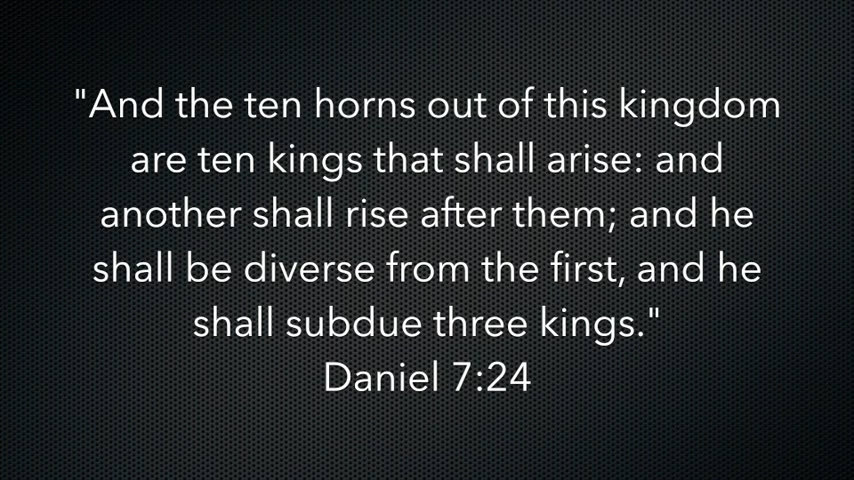 "And the ten horns out of this kingdom
are ten kings that shall arise: and
another shall rise after them; and he
shall be diverse from the first, and he
shall subdue three kings."
Daniel 7:24